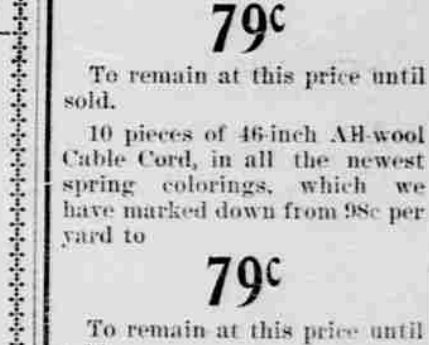 79c
To remain at this price until
sold.
10 pieces of 46-inch All-wool
Cable Cord, in all the newest
spring colorings, which we
have marked down from 98c per
yard to
79c
To remain at this price until